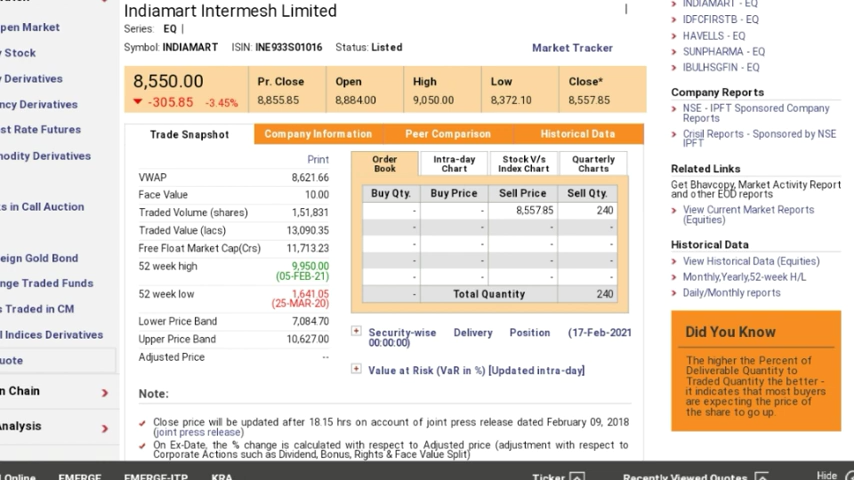 Indiamart Intermesh Limited
Series: EQ |
Symbol: INDIAMART ISIN: INE933S01016 Status: Listed
Market Tracker
8,550.00
-305.85 -3.45%
Pr. Close Open High Low Close*
8,855.85 8,884.00 9,050.00 8,372.10 8,557.85
Trade Snapshot Company Information Peer Comparison Historical Data
Print
VWAP 8,621.66
Face Value 10.00
Traded Volume (shares) 1,51,831
Traded Value (lacs) 13,090.35
Free Float Market Cap(Crs) 11,713.23
52 week high 9,950.00
(05-FEB-21)
52 week low 1,641.05
(25-MAR-20)
Lower Price Band 7,084.70
Upper Price Band 10,627.00
Adjusted Price --
Order Book
Intra-day Chart
Stock V/s Index Chart
Quarterly Charts
Buy Qty. Buy Price Sell Price Sell Qty.
- - 8,557.85 240
- - - -
- - - -
- - - -
- - - -
- Total Quantity 240
Security-wise Delivery Position (17-Feb-2021
00:00:00)
Value at Risk (VaR in %) [Updated intra-day]
Note:
Close price will be updated after 18.15 hrs on account of joint press release dated February 09, 2018
(joint press release)
On Ex-Date, the % change is calculated with respect to Adjusted price (adjustment with respect to
Corporate Actions such as Dividend, Bonus, Rights & Face Value Split)
pen Market
y Stock
y Derivatives
ncy Derivatives
st Rate Futures
modity Derivatives
s in Call Auction
eign Gold Bond
nge Traded Funds
s Traded in CM
l Indices Derivatives
uote
n Chain
Analysis
INDIAMART - EQ
IDFCFIRSTB - EQ
HAVELLS - EQ
SUNPHARMA - EQ
IBULHSGFIN - EQ
Company Reports
NSE - IPFT Sponsored Company
Reports
Crisil Reports - Sponsored by NSE
IPFT
Related Links
Get Bhavcopy, Market Activity Report
and other EOD reports
View Current Market Reports
(Equities)
Historical Data
View Historical Data (Equities)
Monthly,Yearly,52-week H/L
Daily/Monthly reports
Did You Know
The higher the Percent of
Deliverable Quantity to
Traded Quantity the better -
it indicates that most buyers
are expecting the price of
the share to go up.
l Online EMERGE EMERGE-ITP KRA Ticker Recently Viewed Quotes Hide